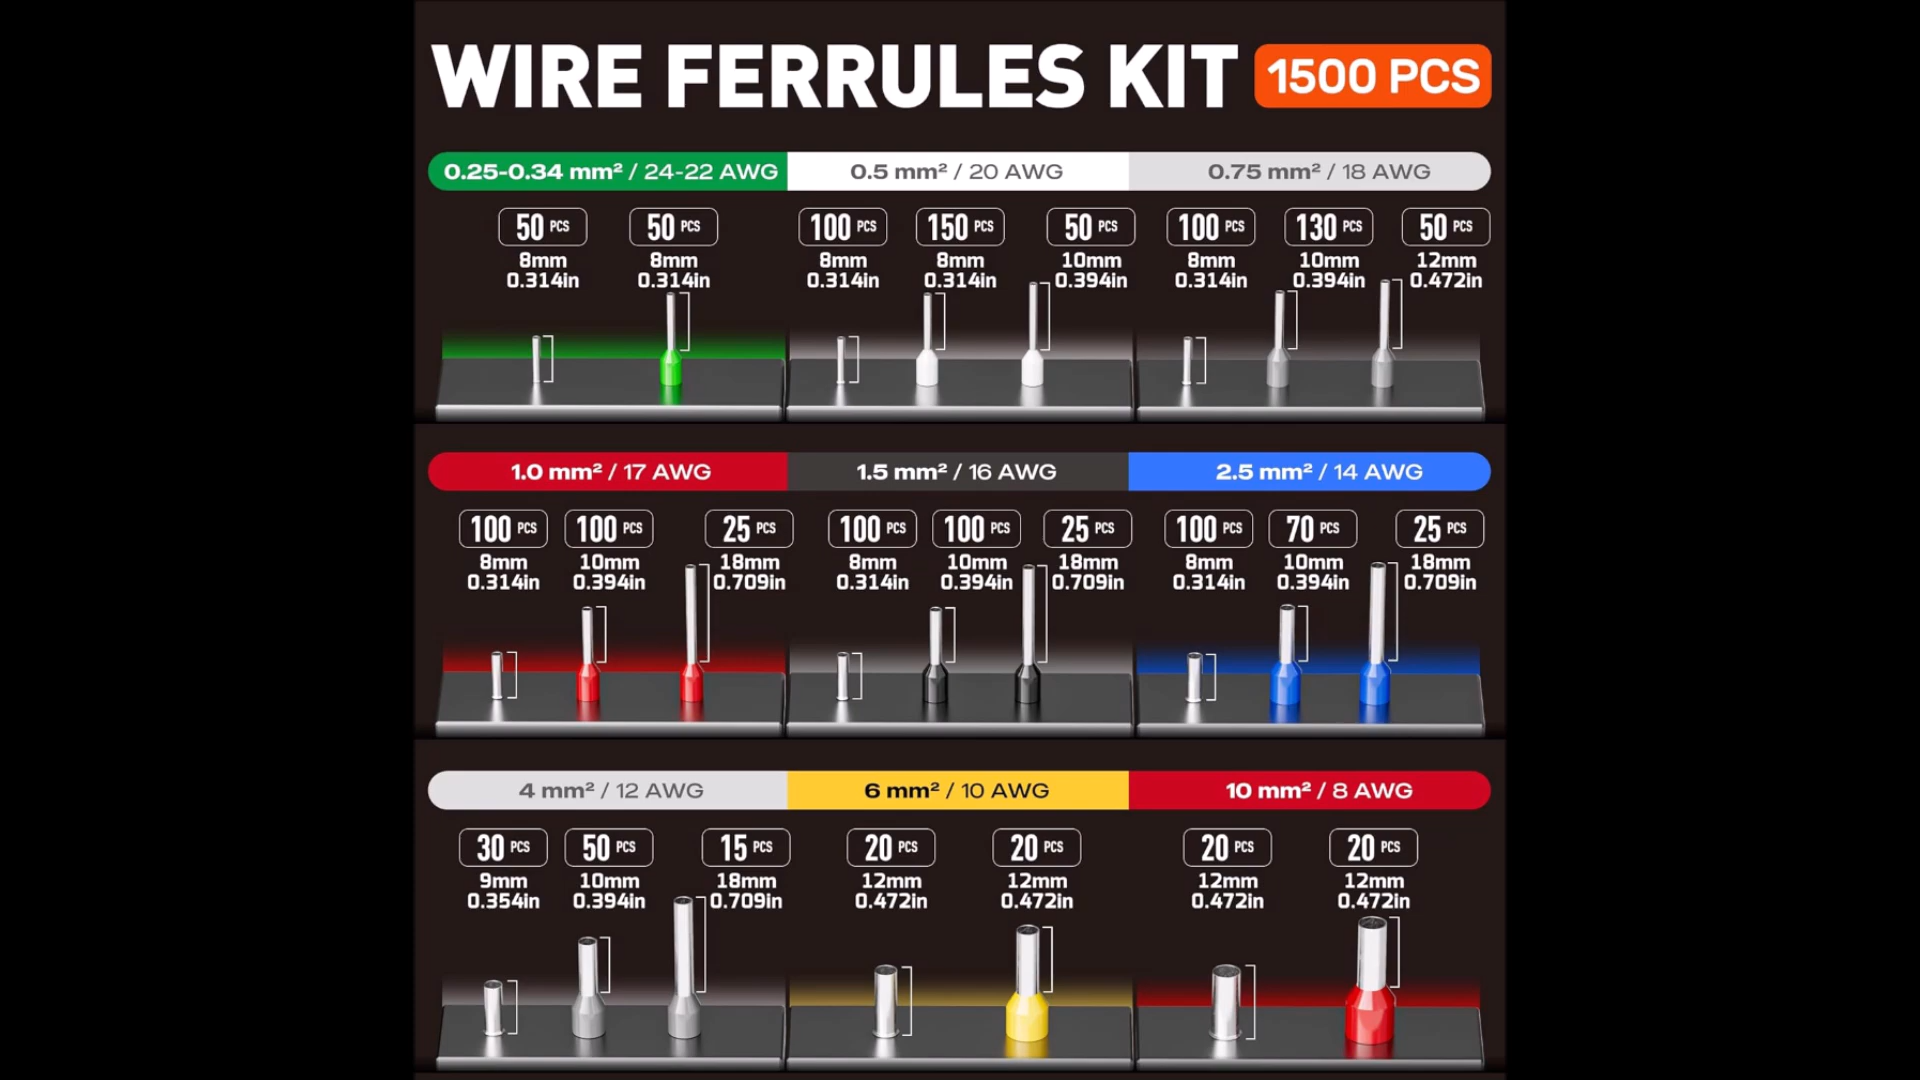 WIRE FERRULES KIT 1500 PCS
0.25-0.34 mm² / 24-22 AWG 0.5 mm² / 20 AWG 0.75 mm² / 18 AWG
50 PCS 50 PCS 100 PCS 150 PCS 50 PCS 100 PCS 130 PCS 50 PCS
8mm 8mm 8mm 8mm 10mm 8mm 10mm 12mm
0.314in 0.314in 0.314in 0.314in 0.394in 0.314in 0.394in 0.472in
1.0 mm² / 17 AWG 1.5 mm² / 16 AWG 2.5 mm² / 14 AWG
100 PCS 100 PCS 25 PCS 100 PCS 100 PCS 25 PCS 100 PCS 70 PCS 25 PCS
8mm 10mm 18mm 8mm 10mm 18mm 8mm 10mm 18mm
0.314in 0.394in 0.709in 0.314in 0.394in 0.709in 0.314in 0.394in 0.709in
4 mm² / 12 AWG 6 mm² / 10 AWG 10 mm² / 8 AWG
30 PCS 50 PCS 15 PCS 20 PCS 20 PCS 20 PCS 20 PCS
9mm 10mm 18mm 12mm 12mm 12mm 12mm
0.354in 0.394in 0.709in 0.472in 0.472in 0.472in 0.472in